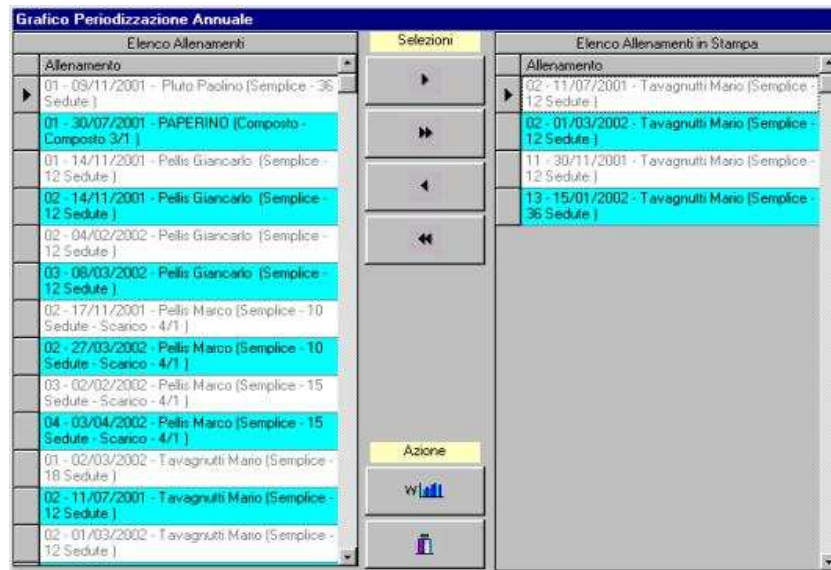 Grafico Periodizzazione Annuale
Elenco Allenamenti
Allenamento
01 - 09/11/2001 - Pluto Paolino (Semplice - 36
Sedute )
01 - 30/07/2001 - PAPERINO (Composto -
Composto 3/1 )
01 - 14/11/2001 - Pellis Giancarlo (Semplice -
12 Sedute )
02 - 14/11/2001 - Pellis Giancarlo (Semplice -
12 Sedute )
02 - 04/02/2002 - Pellis Giancarlo (Semplice -
12 Sedute )
03 - 08/03/2002 - Pellis Giancarlo (Semplice -
12 Sedute )
02 - 17/11/2001 - Pellis Marco (Semplice - 10
Sedute - Scarico - 4/1 )
02 - 27/03/2002 - Pellis Marco (Semplice - 10
Sedute - Scarico - 4/1 )
03 - 02/02/2002 - Pellis Marco (Semplice - 15
Sedute - Scarico - 4/1 )
04 - 03/04/2002 - Pellis Marco (Semplice - 15
Sedute - Scarico - 4/1 )
01 - 02/03/2002 - Tavagnutti Mario (Semplice -
18 Sedute )
02 - 11/07/2001 - Tavagnutti Mario (Semplice -
12 Sedute )
02 - 01/03/2002 - Tavagnutti Mario (Semplice -
12 Sedute )
Selezioni
Azione
W
Elenco Allenamenti in Stampa
Allenamento
02 - 11/07/2001 - Tavagnutti Mario (Semplice -
12 Sedute )
02 - 01/03/2002 - Tavagnutti Mario (Semplice -
12 Sedute )
11 - 30/11/2001 - Tavagnutti Mario (Semplice -
12 Sedute )
13 - 15/01/2002 - Tavagnutti Mario (Semplice -
36 Sedute )